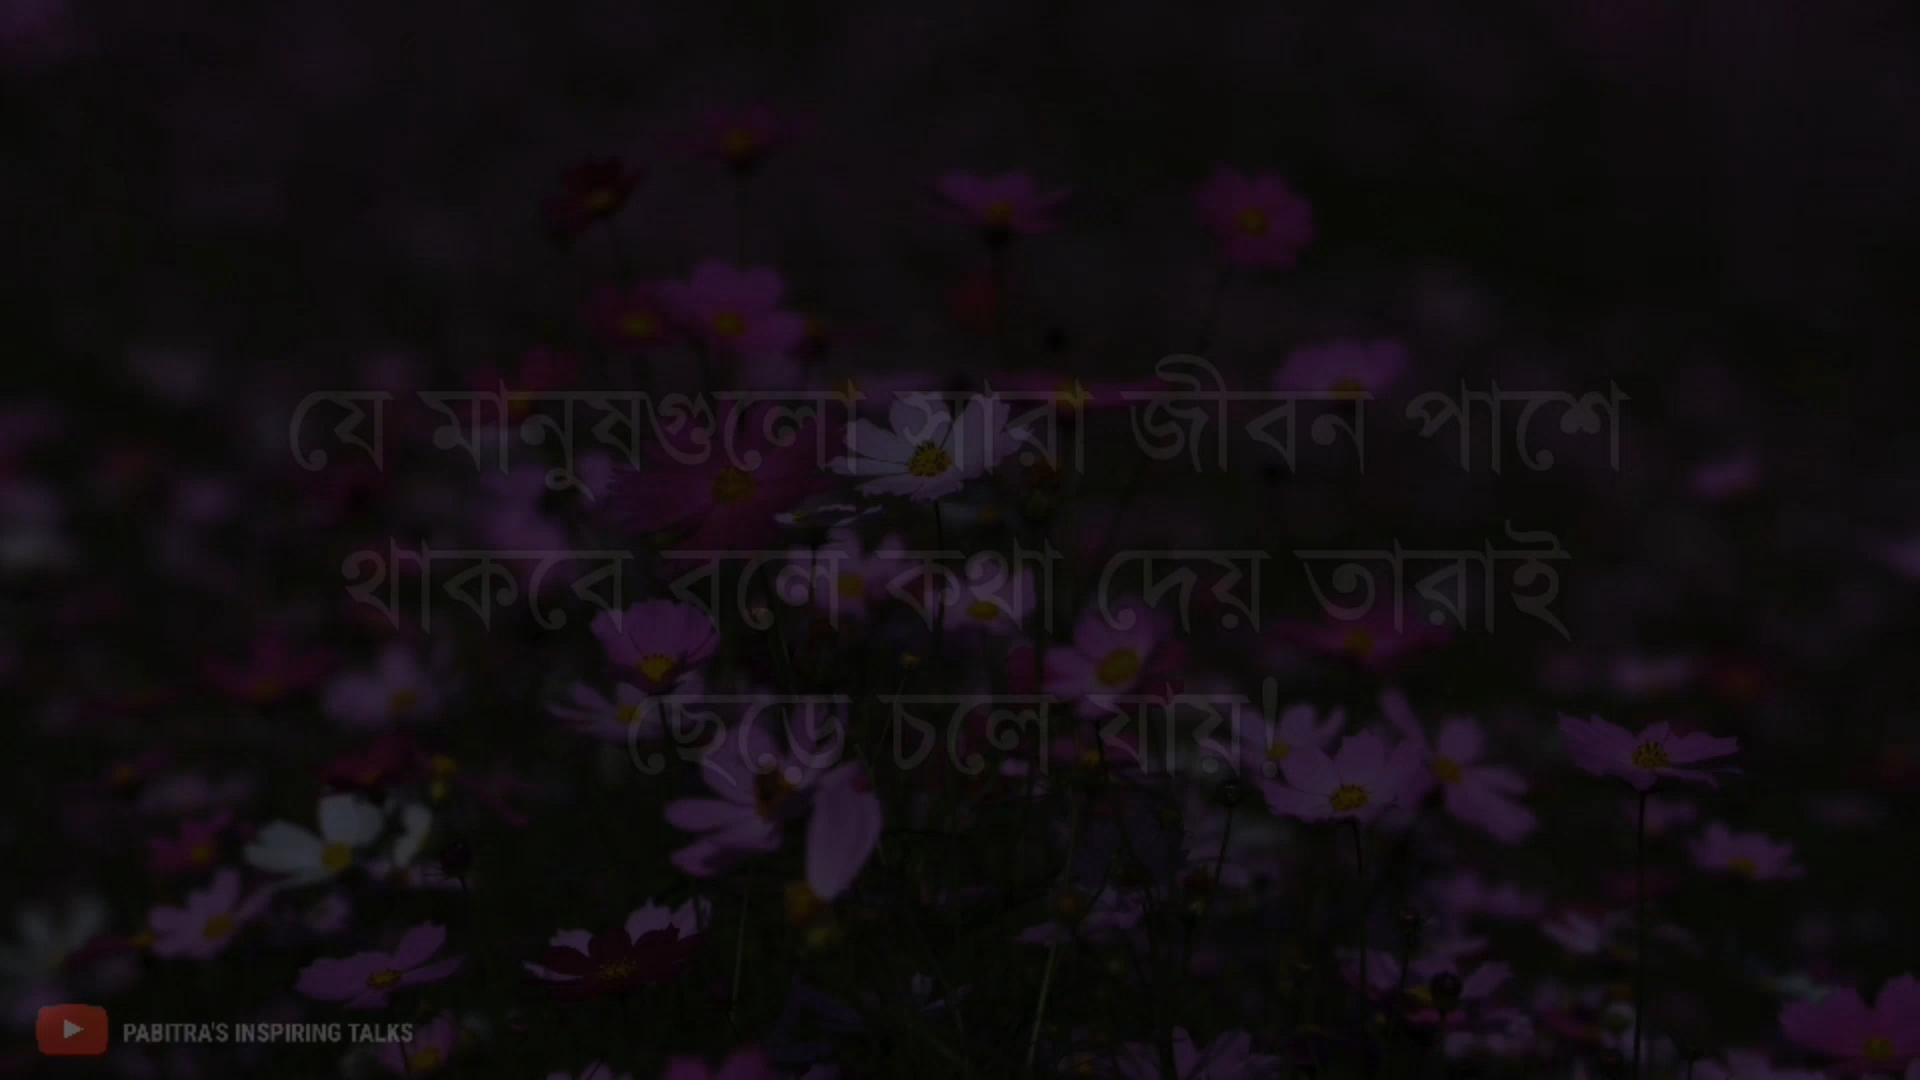 যে মানুষগুলো সারা জীবন পাশে
থাকবে বলে কথা দেয় তারাই
ছেড়ে চলে যায়!
PABITRA'S INSPIRING TALKS